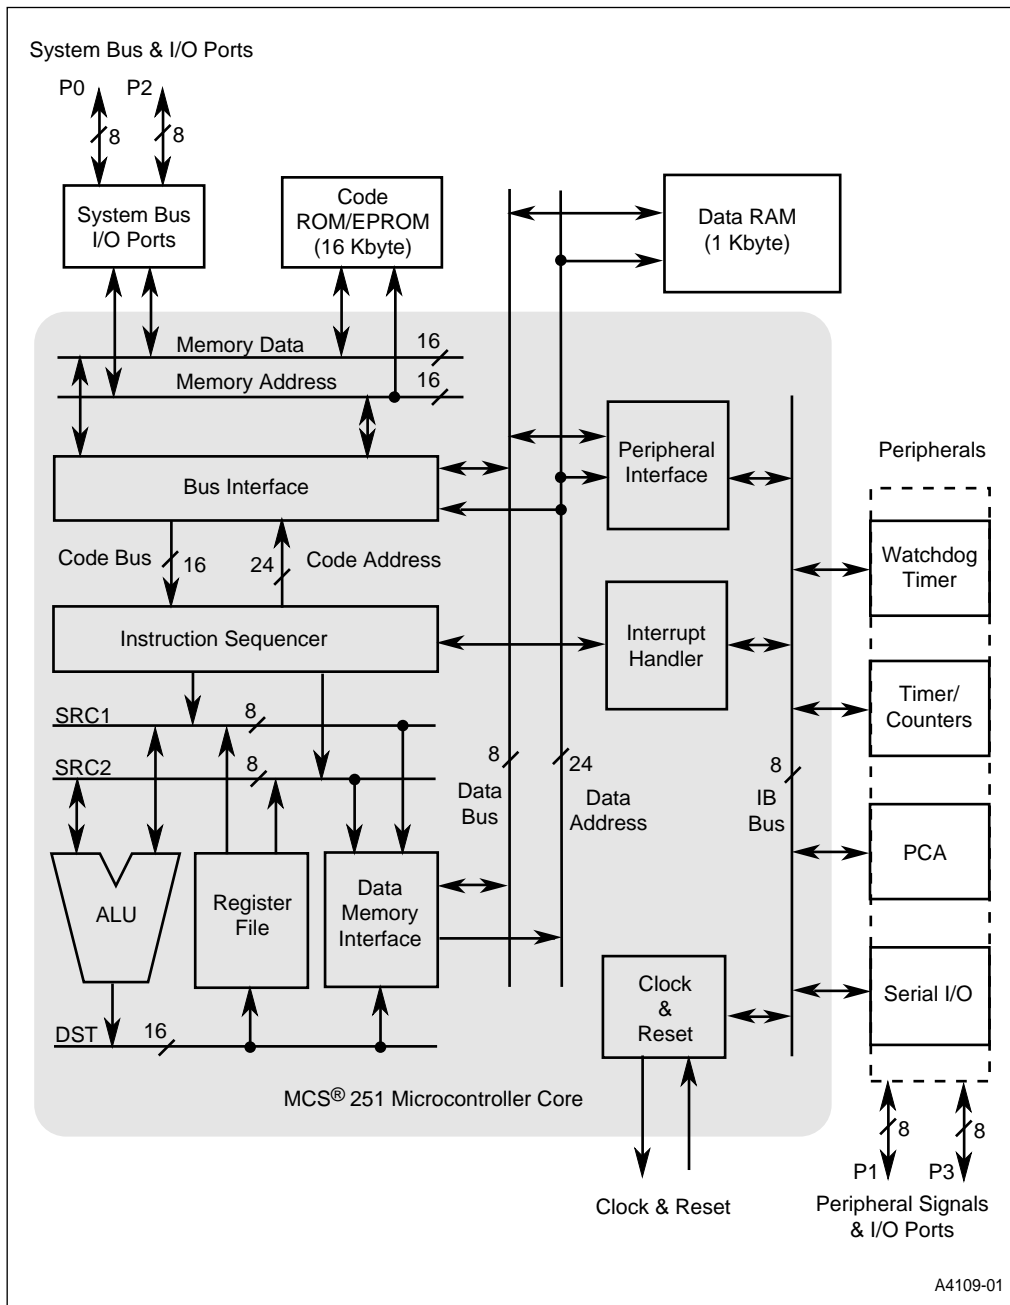 System Bus & I/O Ports
P0
P2
8
8
System Bus
I/O Ports
Code
ROM/EPROM
(16 Kbyte)
Data RAM
(1 Kbyte)
Memory Data
16
Memory Address
16
Bus Interface
Peripheral
Interface
Peripherals
Code Bus
16
24
Code Address
Watchdog
Timer
Instruction Sequencer
Interrupt
Handler
Timer/
Counters
SRC1
8
SRC2
8
8
Data
Bus
24
Data
Address
8
IB
Bus
PCA
ALU
Register
File
Data
Memory
Interface
Clock
&
Reset
Serial I/O
DST
16
MCS® 251 Microcontroller Core
8
8
P1
P3
Clock & Reset
Peripheral Signals
& I/O Ports
A4109-01